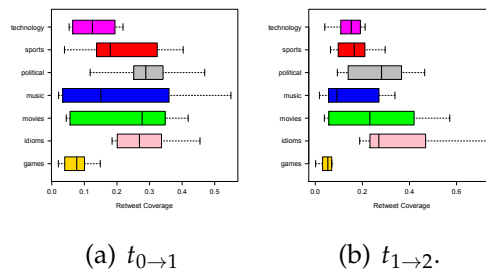 technology
sports
political
music
movies
idioms
games
0.0 0.1 0.2 0.3 0.4 0.5
Retweet Coverage
(a) t0→1
technology
sports
political
music
movies
idioms
games
0.0 0.2 0.4 0.6
Retweet Coverage
(b) t1→2.